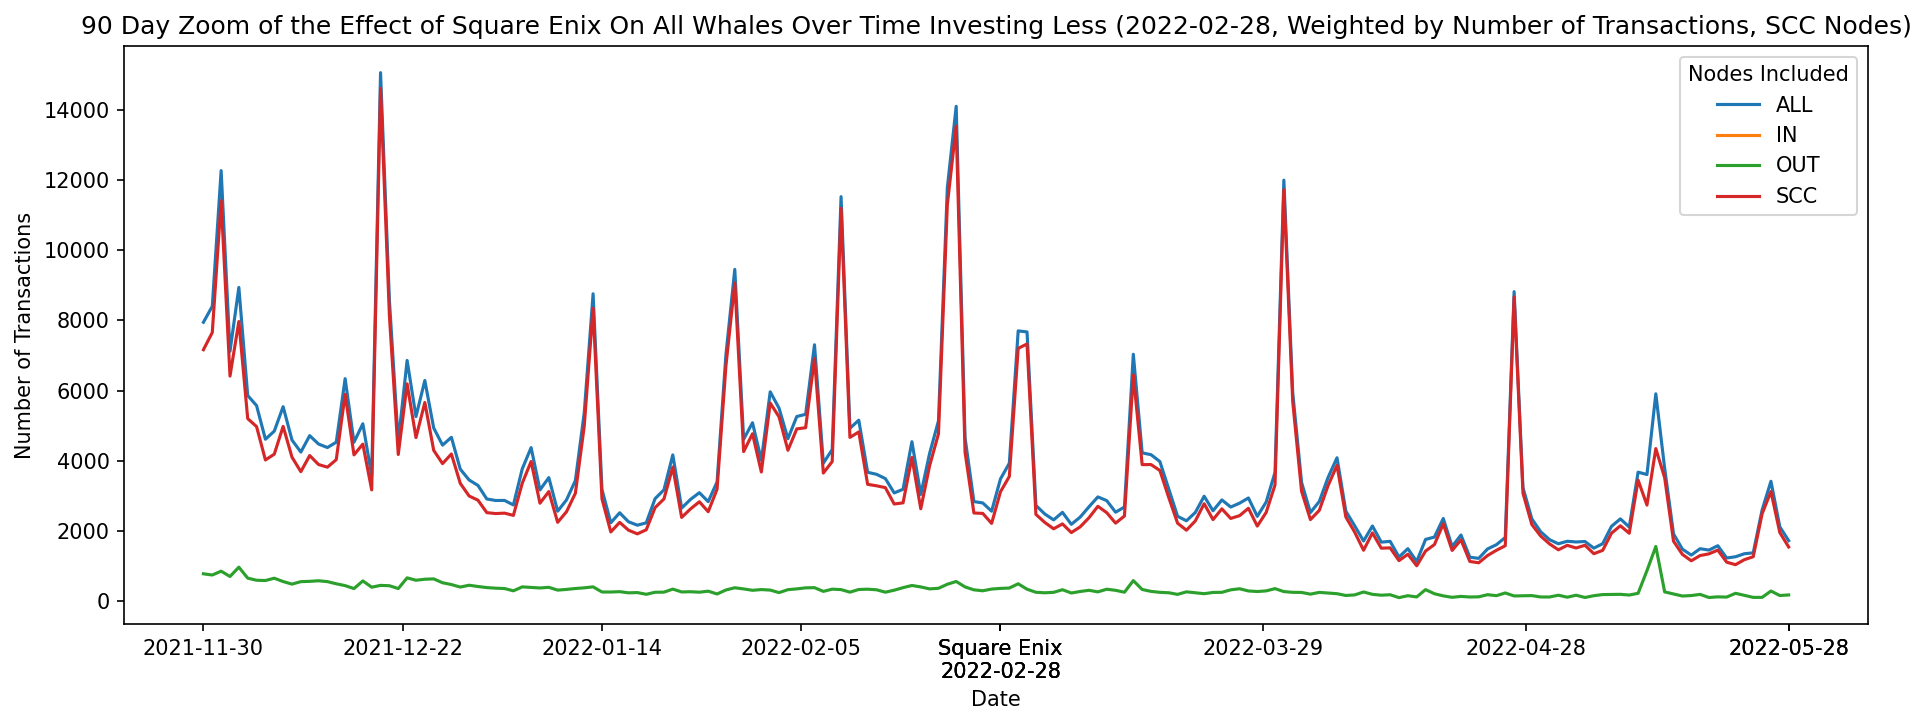 90 Day Zoom of the Effect of Square Enix On All Whales Over Time Investing Less (2022-02-28, Weighted by Number of Transactions, SCC Nodes)
Nodes Included
ALL
IN
OUT
SCC
Number of Transactions
14000
12000
10000
8000
6000
4000
2000
0
2021-11-30 2021-12-22 2022-01-14 2022-02-05 Square Enix 2022-03-29 2022-04-28 2022-05-28
2022-02-28
Date